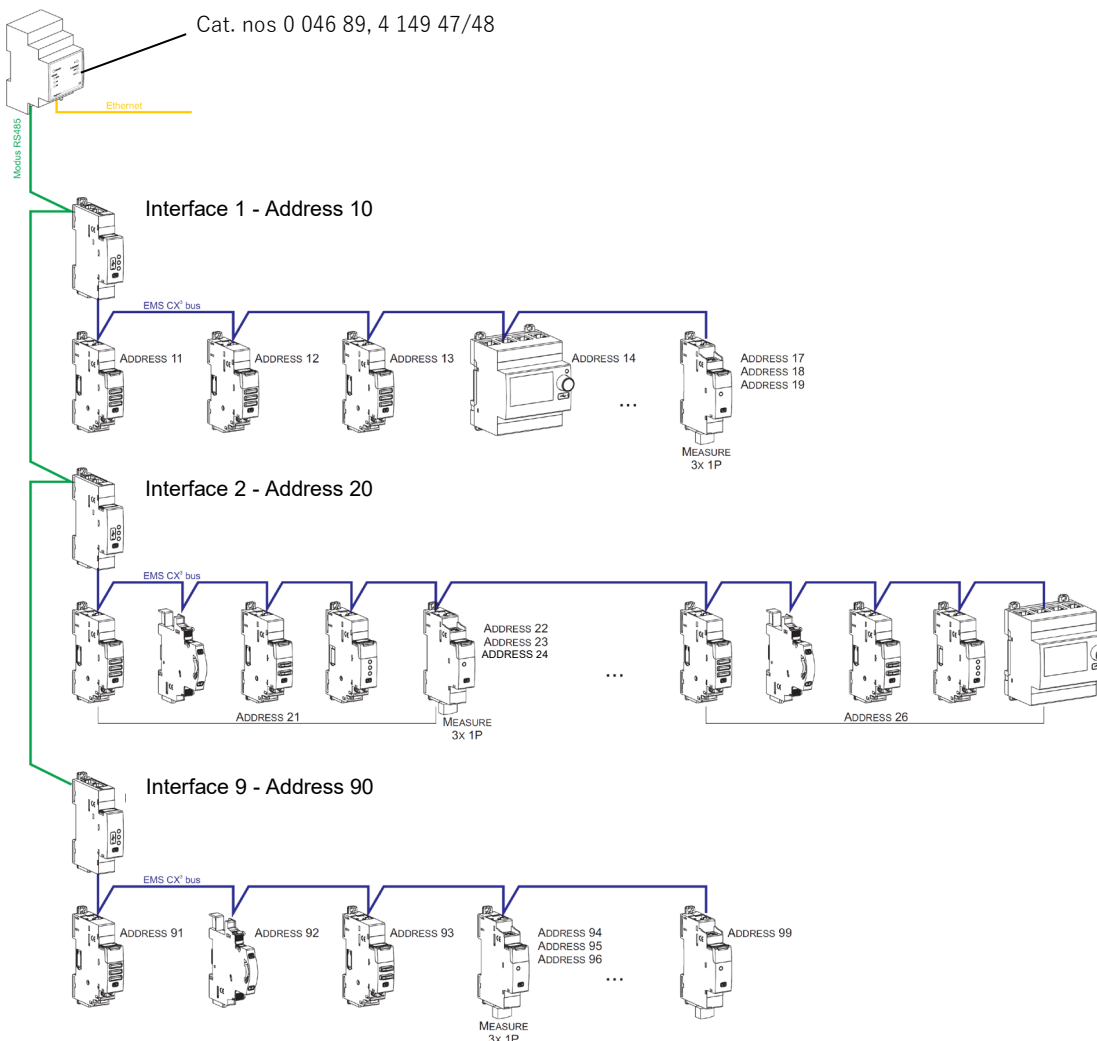 Cat. nos 0 046 89, 4 149 47/48
Ethernet
Modus RS485
Interface 1 - Address 10
EMS CX³ bus
ADDRESS 11
ADDRESS 12
ADDRESS 13
ADDRESS 14
ADDRESS 17
ADDRESS 18
ADDRESS 19
...
MEASURE
3X 1P
Interface 2 - Address 20
EMS CX³ bus
ADDRESS 22
ADDRESS 23
ADDRESS 24
...
ADDRESS 21
MEASURE
3X 1P
ADDRESS 26
Interface 9 - Address 90
EMS CX³ bus
ADDRESS 91
ADDRESS 92
ADDRESS 93
ADDRESS 94
ADDRESS 95
ADDRESS 96
ADDRESS 99
...
MEASURE
3X 1P